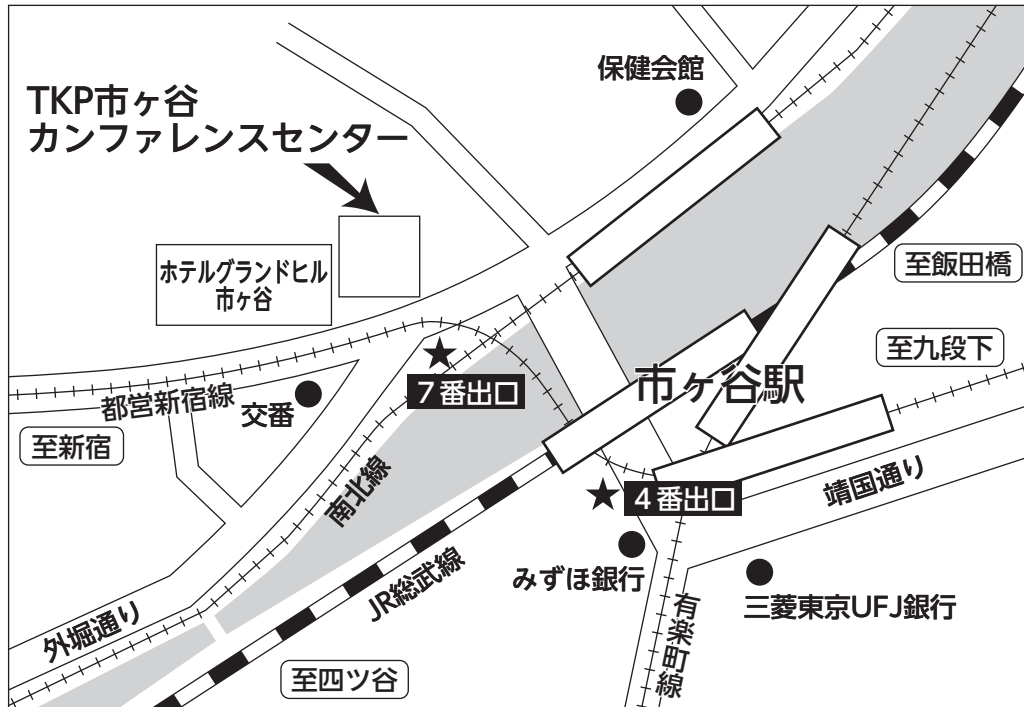 保健会館
TKP市ヶ谷
カンファレンスセンター
ホテルグランドヒル
市ヶ谷
至飯田橋
至九段下
市ヶ谷駅
７番出口
都営新宿線
交番
至新宿
南北線
４番出口
靖国通り
みずほ銀行
JR総武線
三菱東京UFJ銀行
有楽町線
外堀通り
至四ツ谷